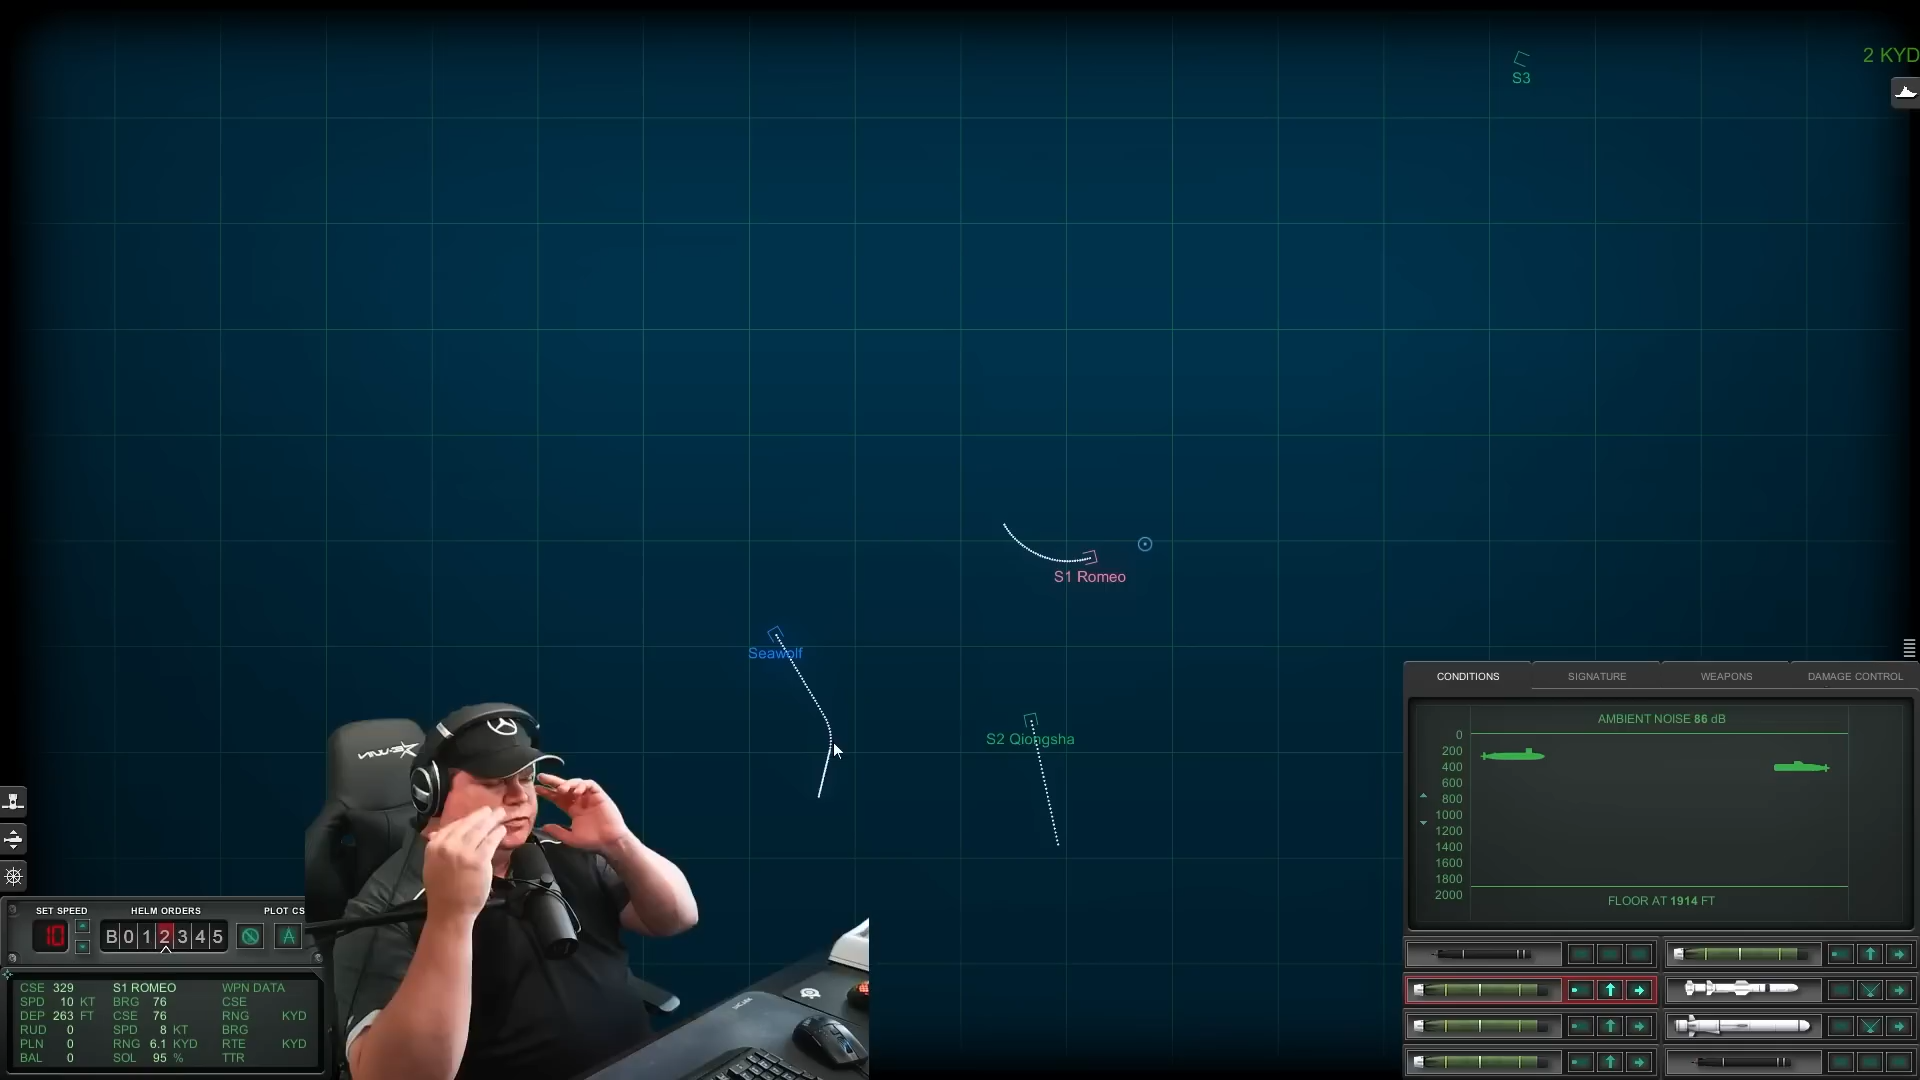 2 KYD
S3
S1 Romeo
Seawolf
S2 Qiongsha
SET SPEED
HELM ORDERS
PLOT CS
10
B 0 1 2 3 4 5
CSE 329
SPD 10 KT
DEP 263 FT
RUD 0
PLN 0
BAL 0
S1 ROMEO
BRG 76
CSE 76
SPD 8 KT
RNG 6.1 KYD
SOL 95 %
WPN DATA
CSE
RNG KYD
BRG
RTE KYD
TTR
CONDITIONS
SIGNATURE
WEAPONS
DAMAGE CONTROL
AMBIENT NOISE 86 dB
0
200
400
600
800
1000
1200
1400
1600
1800
2000
FLOOR AT 1914 FT